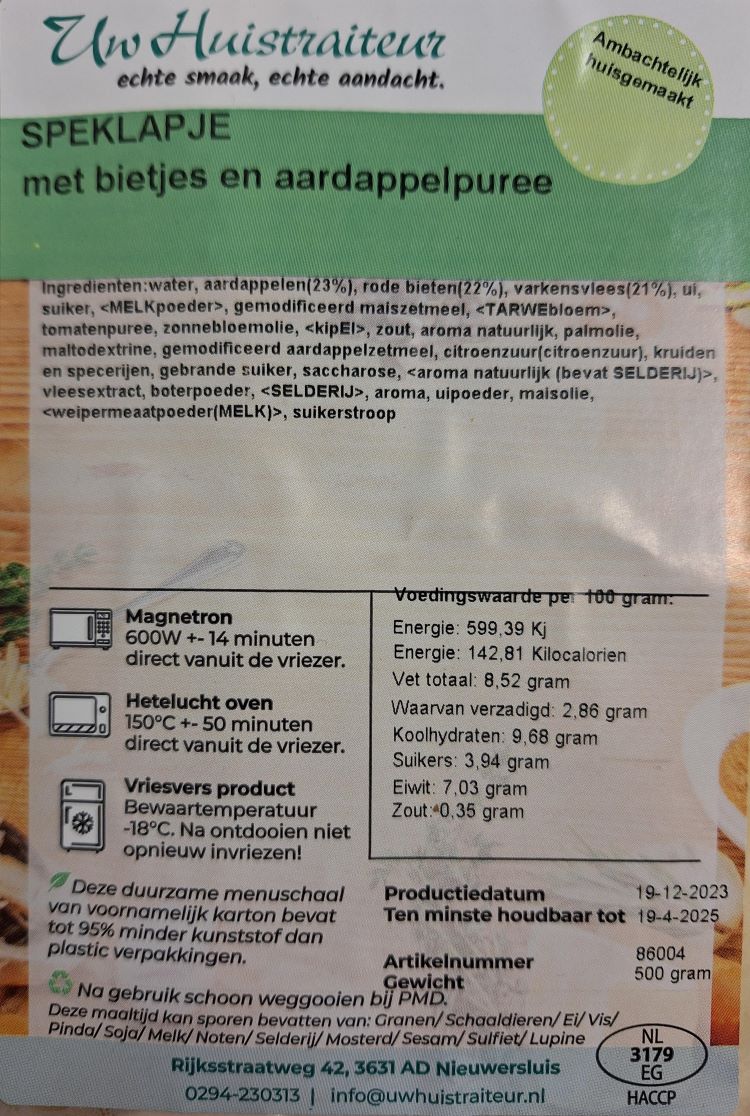 Uw Huistraiteur
echte smaak, echte aandacht.
Ambachtelijk
huisgemaakt
SPEKLAPJE
met bietjes en aardappelpuree
Ingredienten:water, aardappelen(23%), rode bieten(22%), varkensvlees(21%), ui,
suiker, <MELKpoeder>, gemodificeerd maiszetmeel, <TARWEbloem>,
tomatenpuree, zonnebloemolie, <kipEI>, zout, aroma natuurlijk, palmolie,
maltodextrine, gemodificeerd aardappelzetmeel, citroenzuur(citroenzuur), kruiden
en specerijen, gebrande suiker, saccharose, <aroma natuurlijk (bevat SELDERIJ)>,
vleesextract, boterpoeder, <SELDERIJ>, aroma, uipoeder, maisolie,
<weipermeaatpoeder(MELK)>, suikerstroop
Magnetron
600W +- 14 minuten
direct vanuit de vriezer.
Hetelucht oven
150°C +- 50 minuten
direct vanuit de vriezer.
Vriesvers product
Bewaartemperatuur
-18°C. Na ontdooien niet
opnieuw invriezen!
Voedingswaarde per 100 gram:
Energie: 599,39 Kj
Energie: 142,81 Kilocalorien
Vet totaal: 8,52 gram
Waarvan verzadigd: 2,86 gram
Koolhydraten: 9,68 gram
Suikers: 3,94 gram
Eiwit: 7,03 gram
Zout: 0,35 gram
Deze duurzame menuschaal
van voornamelijk karton bevat
tot 95% minder kunststof dan
plastic verpakkingen.
Productiedatum 19-12-2023
Ten minste houdbaar tot 19-4-2025
Artikelnummer 86004
Gewicht 500 gram
Na gebruik schoon weggooien bij PMD.
Deze maaltijd kan sporen bevatten van: Granen/ Schaaldieren/ Ei/ Vis/
Pinda/ Soja/ Melk/ Noten/ Selderij/ Mosterd/ Sesam/ Sulfiet/ Lupine
NL
3179
EG
HACCP
Rijksstraatweg 42, 3631 AD Nieuwersluis
0294-230313 | info@uwhuistraiteur.nl